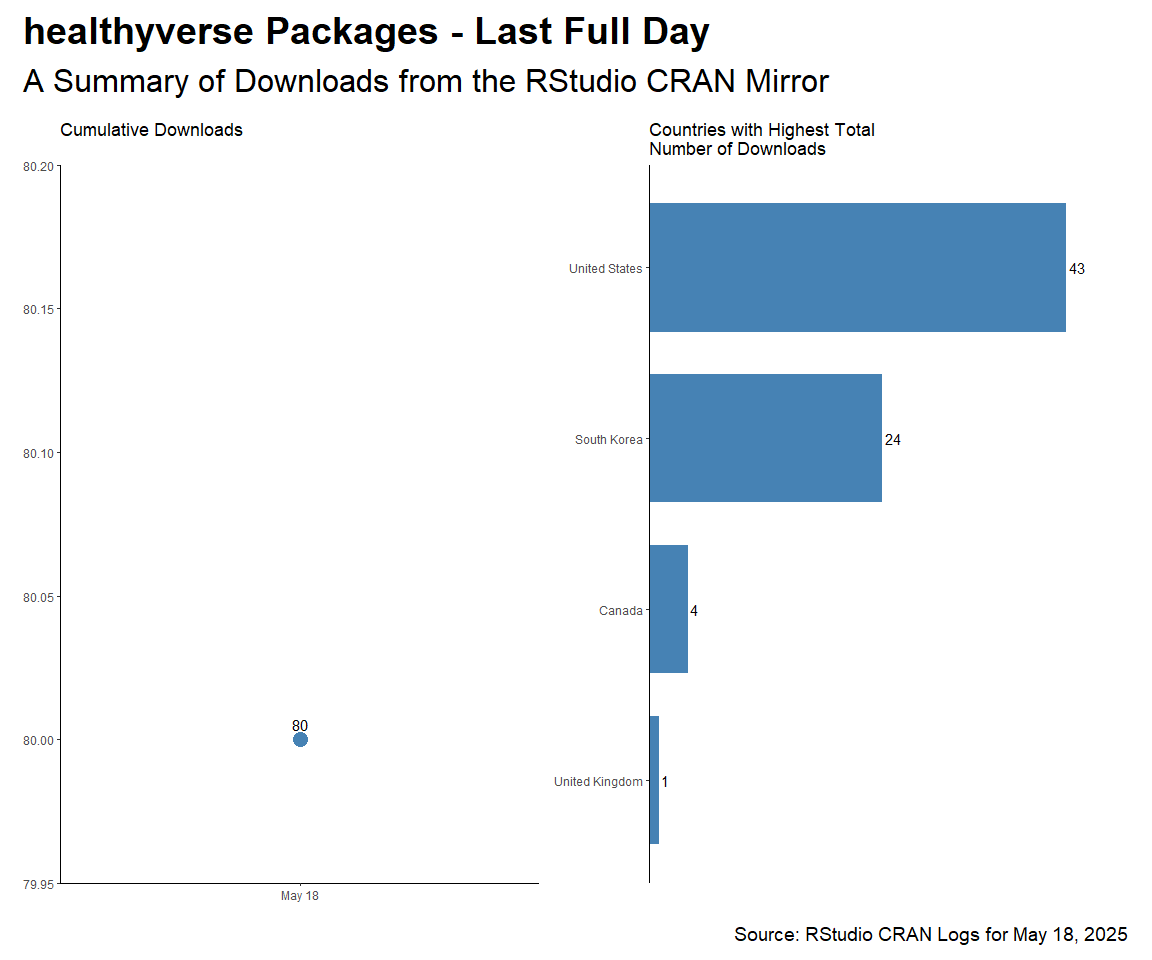 healthyverse Packages - Last Full Day
A Summary of Downloads from the RStudio CRAN Mirror
Cumulative Downloads
80.20
80.15
80.10
80.05
80.00
79.95
80
May 18
Countries with Highest Total
Number of Downloads
United States
43
South Korea
24
Canada
4
United Kingdom
1
Source: RStudio CRAN Logs for May 18, 2025